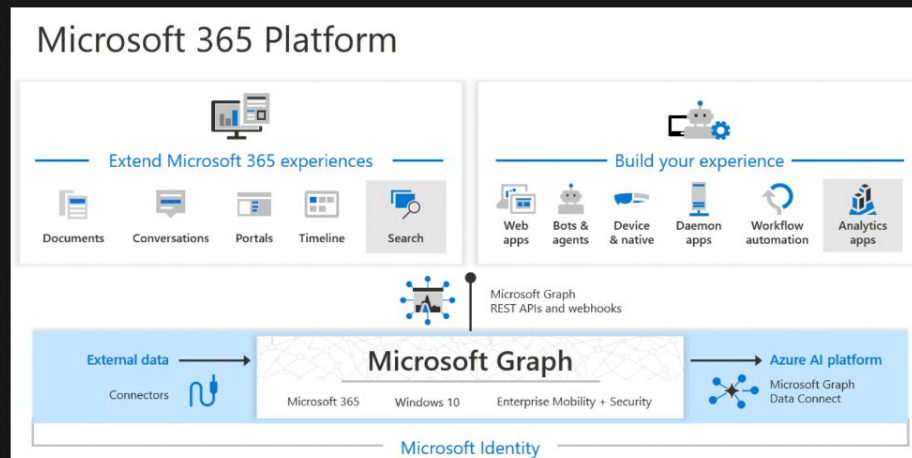 Microsoft 365 Platform
Extend Microsoft 365 experiences
Documents
Conversations
Portals
Timeline
Search
Build your experience
Web
apps
Bots &
agents
Device
& native
Daemon
apps
Workflow
automation
Analytics
apps
Microsoft Graph
REST APIs and webhooks
External data
Connectors
Microsoft Graph
Microsoft 365
Windows 10
Enterprise Mobility + Security
Azure AI platform
Microsoft Graph
Data Connect
Microsoft Identity